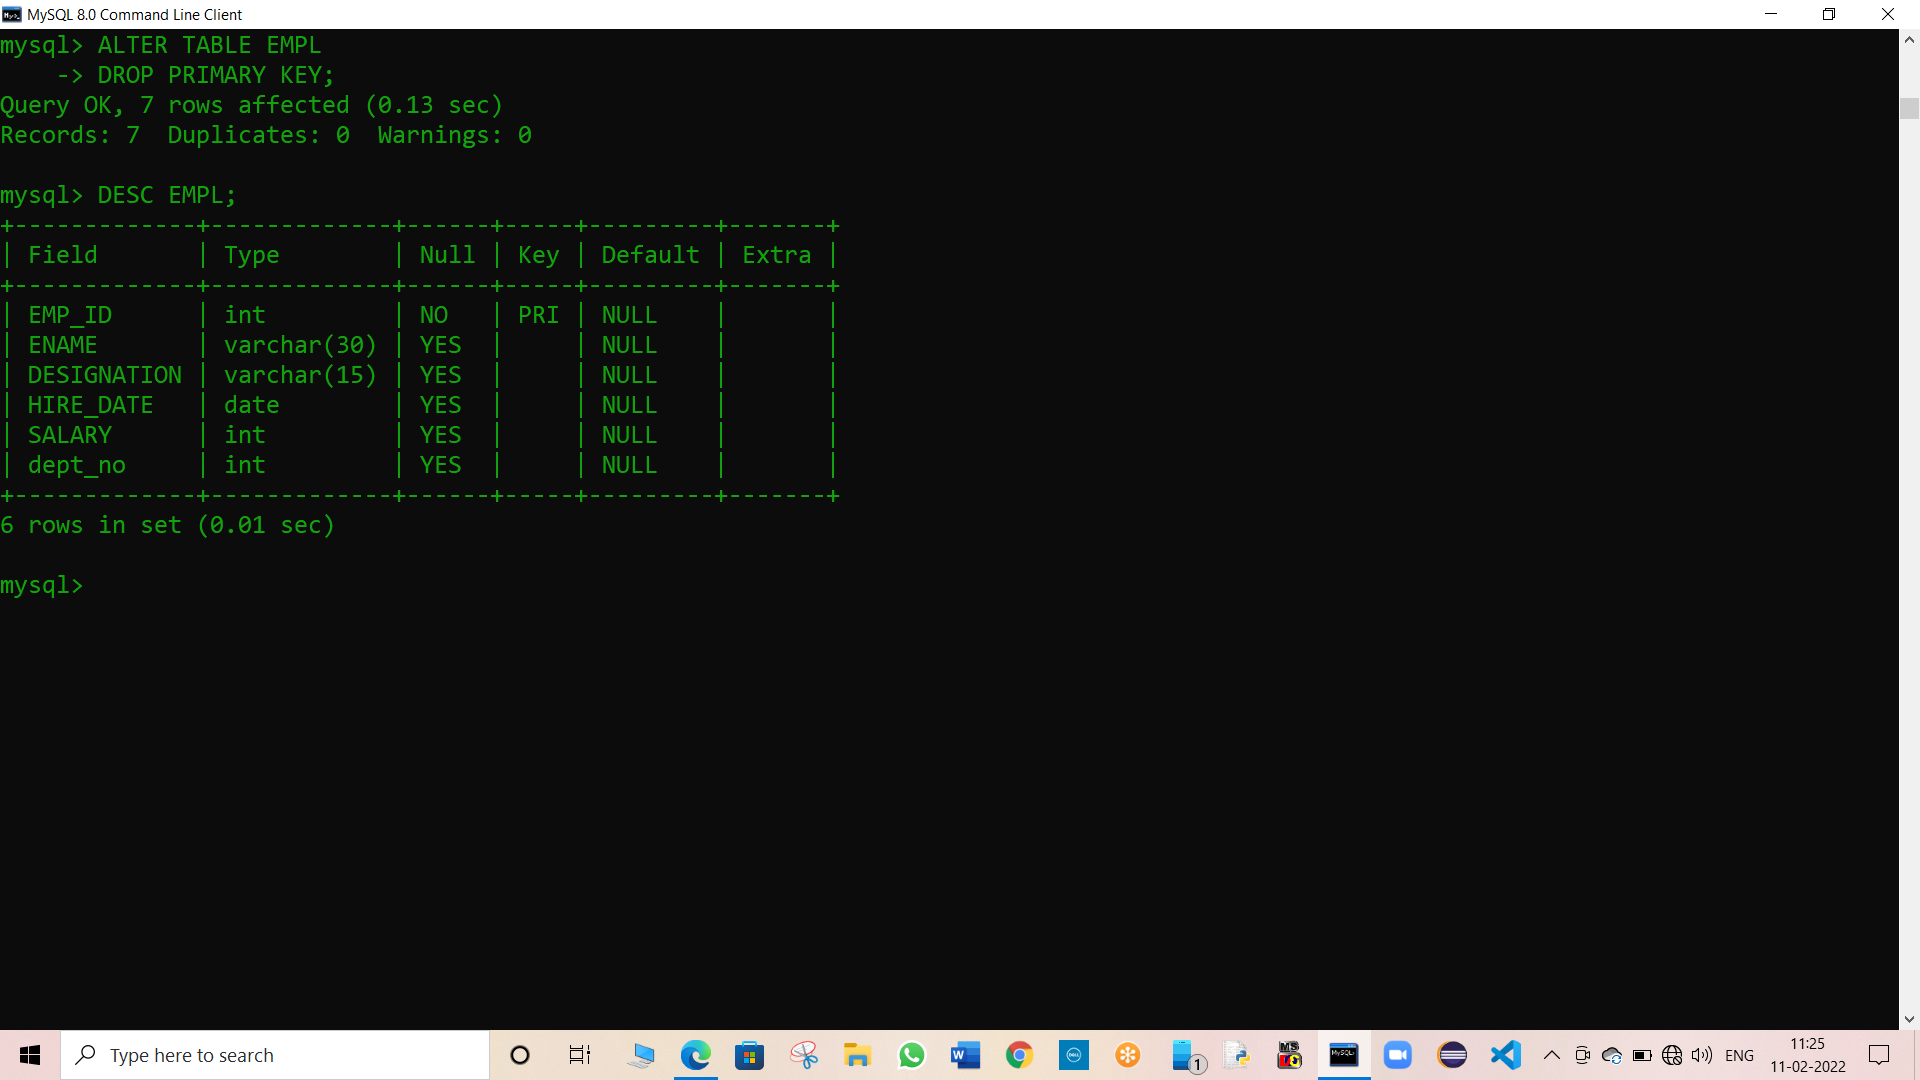 MySQL 8.0 Command Line Client
mysql> ALTER TABLE EMPL
    -> DROP PRIMARY KEY;
Query OK, 7 rows affected (0.13 sec)
Records: 7  Duplicates: 0  Warnings: 0
mysql> DESC EMPL;
+-------------+-------------+------+-----+---------+-------+
| Field       | Type        | Null | Key | Default | Extra |
+-------------+-------------+------+-----+---------+-------+
| EMP_ID      | int         | NO   | PRI | NULL    |       |
| ENAME       | varchar(30) | YES  |     | NULL    |       |
| DESIGNATION | varchar(15) | YES  |     | NULL    |       |
| HIRE_DATE   | date        | YES  |     | NULL    |       |
| SALARY      | int         | YES  |     | NULL    |       |
| dept_no     | int         | YES  |     | NULL    |       |
+-------------+-------------+------+-----+---------+-------+
6 rows in set (0.01 sec)
mysql>
Type here to search
W
DELL
1
MS
MySQL
ENG
11:25
11-02-2022